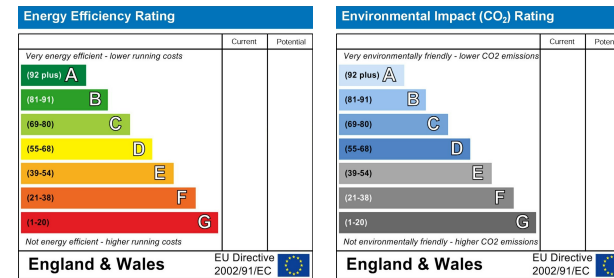 Energy Efficiency Rating
Current Potential
Very energy efficient - lower running costs
(92 plus) A
(81-91) B
(69-80) C
(55-68) D
(39-54) E
(21-38) F
(1-20) G
Not energy efficient - higher running costs
England & Wales
EU Directive
2002/91/EC
Environmental Impact (CO₂) Rating
Current Poten
Very environmentally friendly - lower CO2 emissions
(92 plus) A
(81-91) B
(69-80) C
(55-68) D
(39-54) E
(21-38) F
(1-20) G
Not environmentally friendly - higher CO2 emissions
England & Wales
EU Directive
2002/91/EC